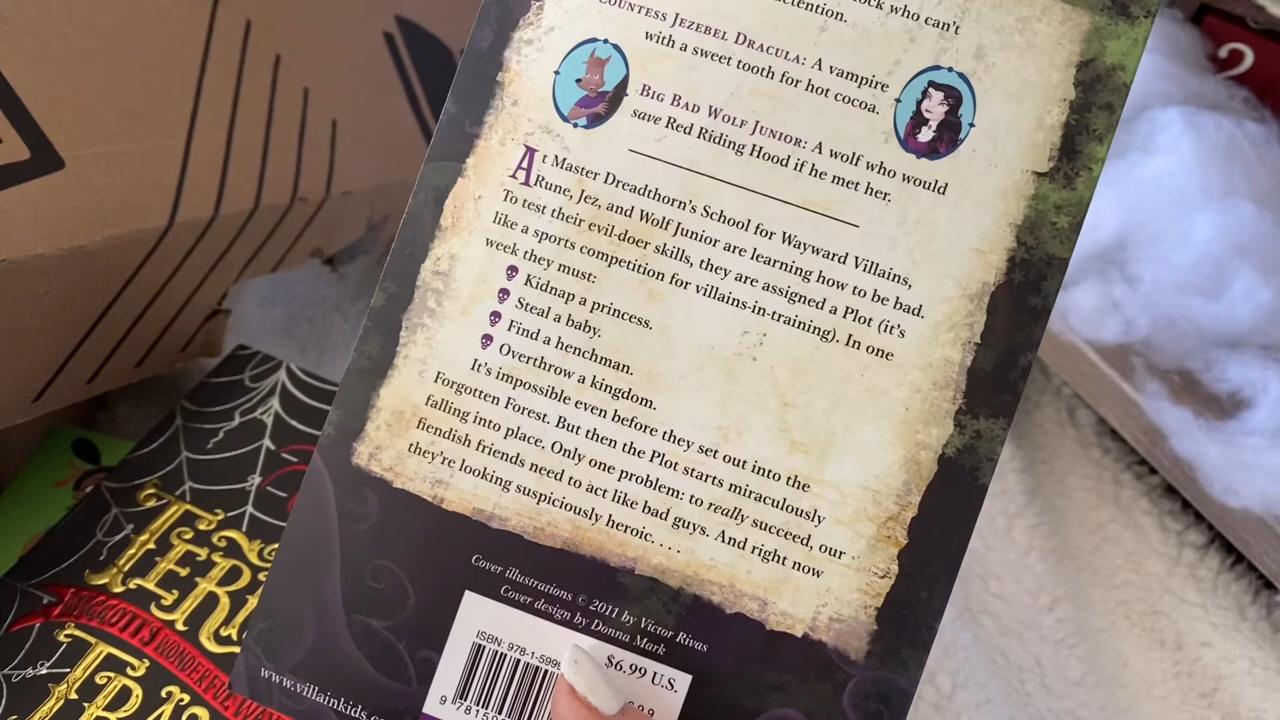 ock who can't
detention.
COUNTESS JEZEBEL DRACULA: A vampire
with a sweet tooth for hot cocoa.
BIG BAD WOLF JUNIOR: A wolf who would
save Red Riding Hood if he met her.
At Master Dreadthorn's School for Wayward Villains,
Rune, Jez, and Wolf Junior are learning how to be bad.
To test their evil-doer skills, they are assigned a Plot (it's
like a sports competition for villains-in-training). In one
week they must:
Kidnap a princess.
Steal a baby.
Find a henchman.
Overthrow a kingdom.
It's impossible even before they set out into the
Forgotten Forest. But then the Plot starts miraculously
falling into place. Only one problem: to really succeed, our
fiendish friends need to act like bad guys. And right now
they're looking suspiciously heroic. . . .
Cover illustrations © 2011 by Victor Rivas
Cover design by Donna Mark
ISBN: 978-1-599
$6.99 U.S.
www.villainkids.c